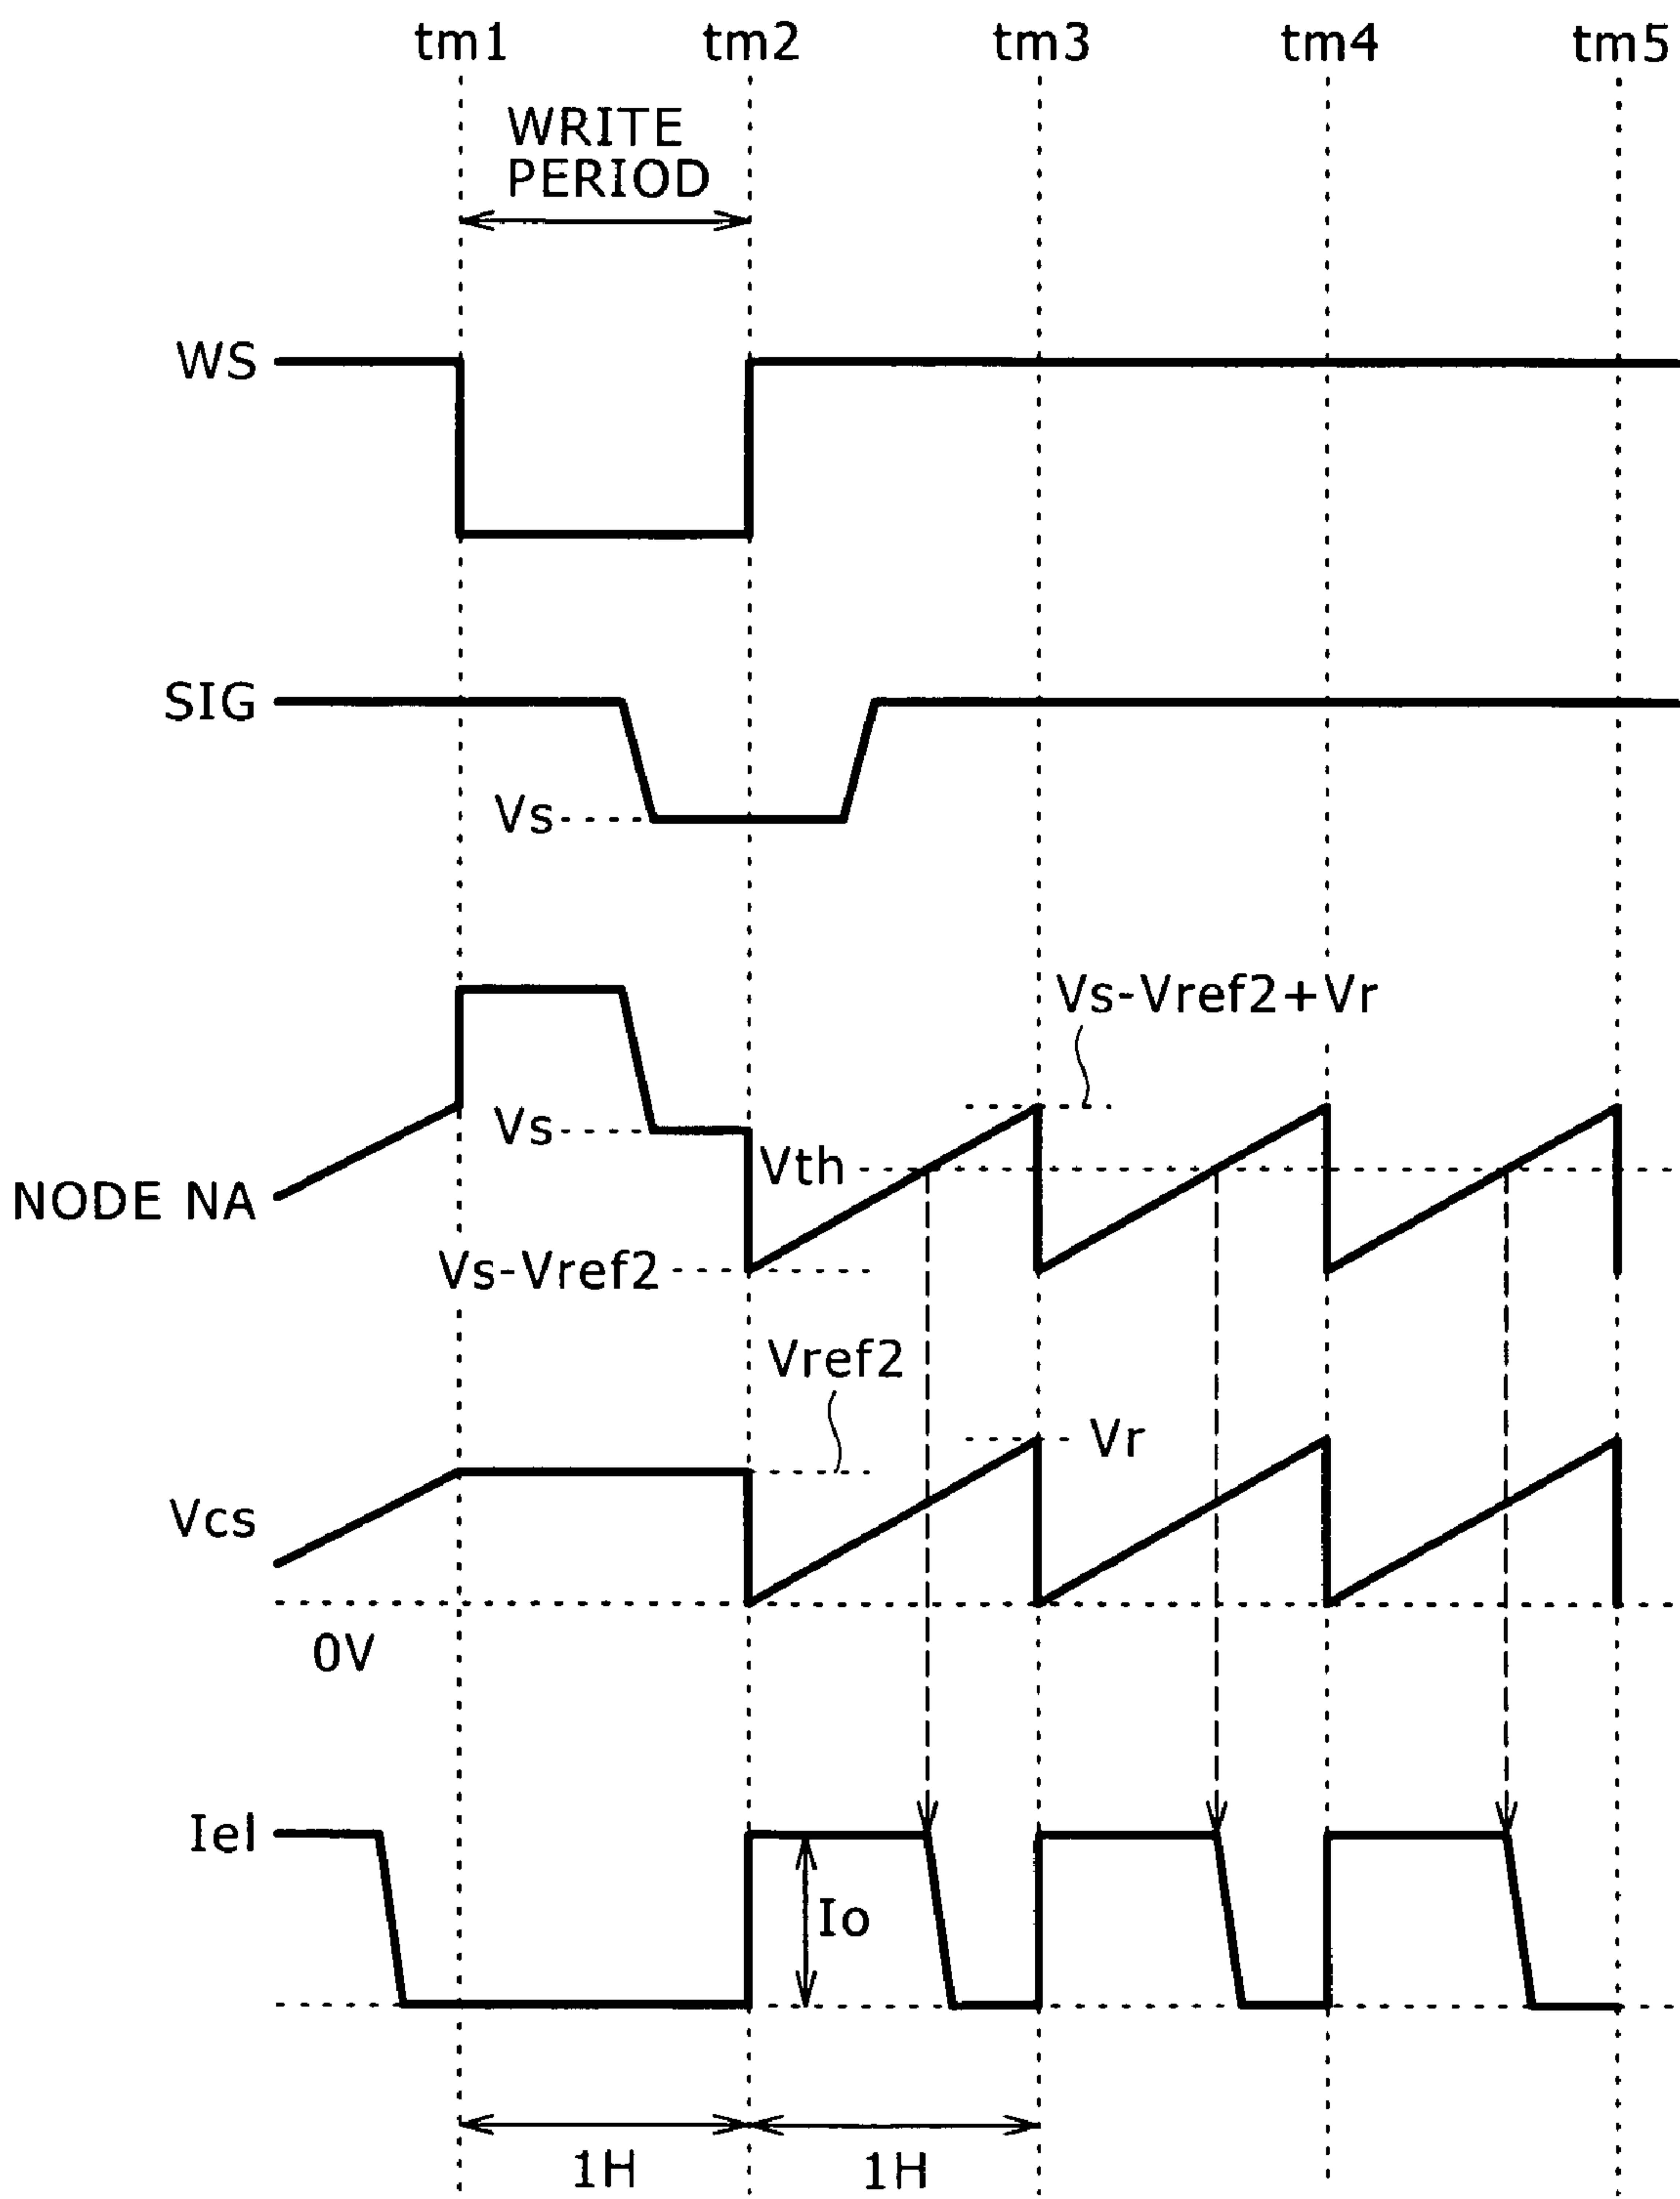 tm1 tm2 tm3 tm4 tm5
WRITE
PERIOD
WS
SIG
Vs
Vs-Vref2+Vr
Vs
Vth
NODE NA
Vs-Vref2
Vref2
Vr
Vcs
0V
Iel
Io
1H 1H